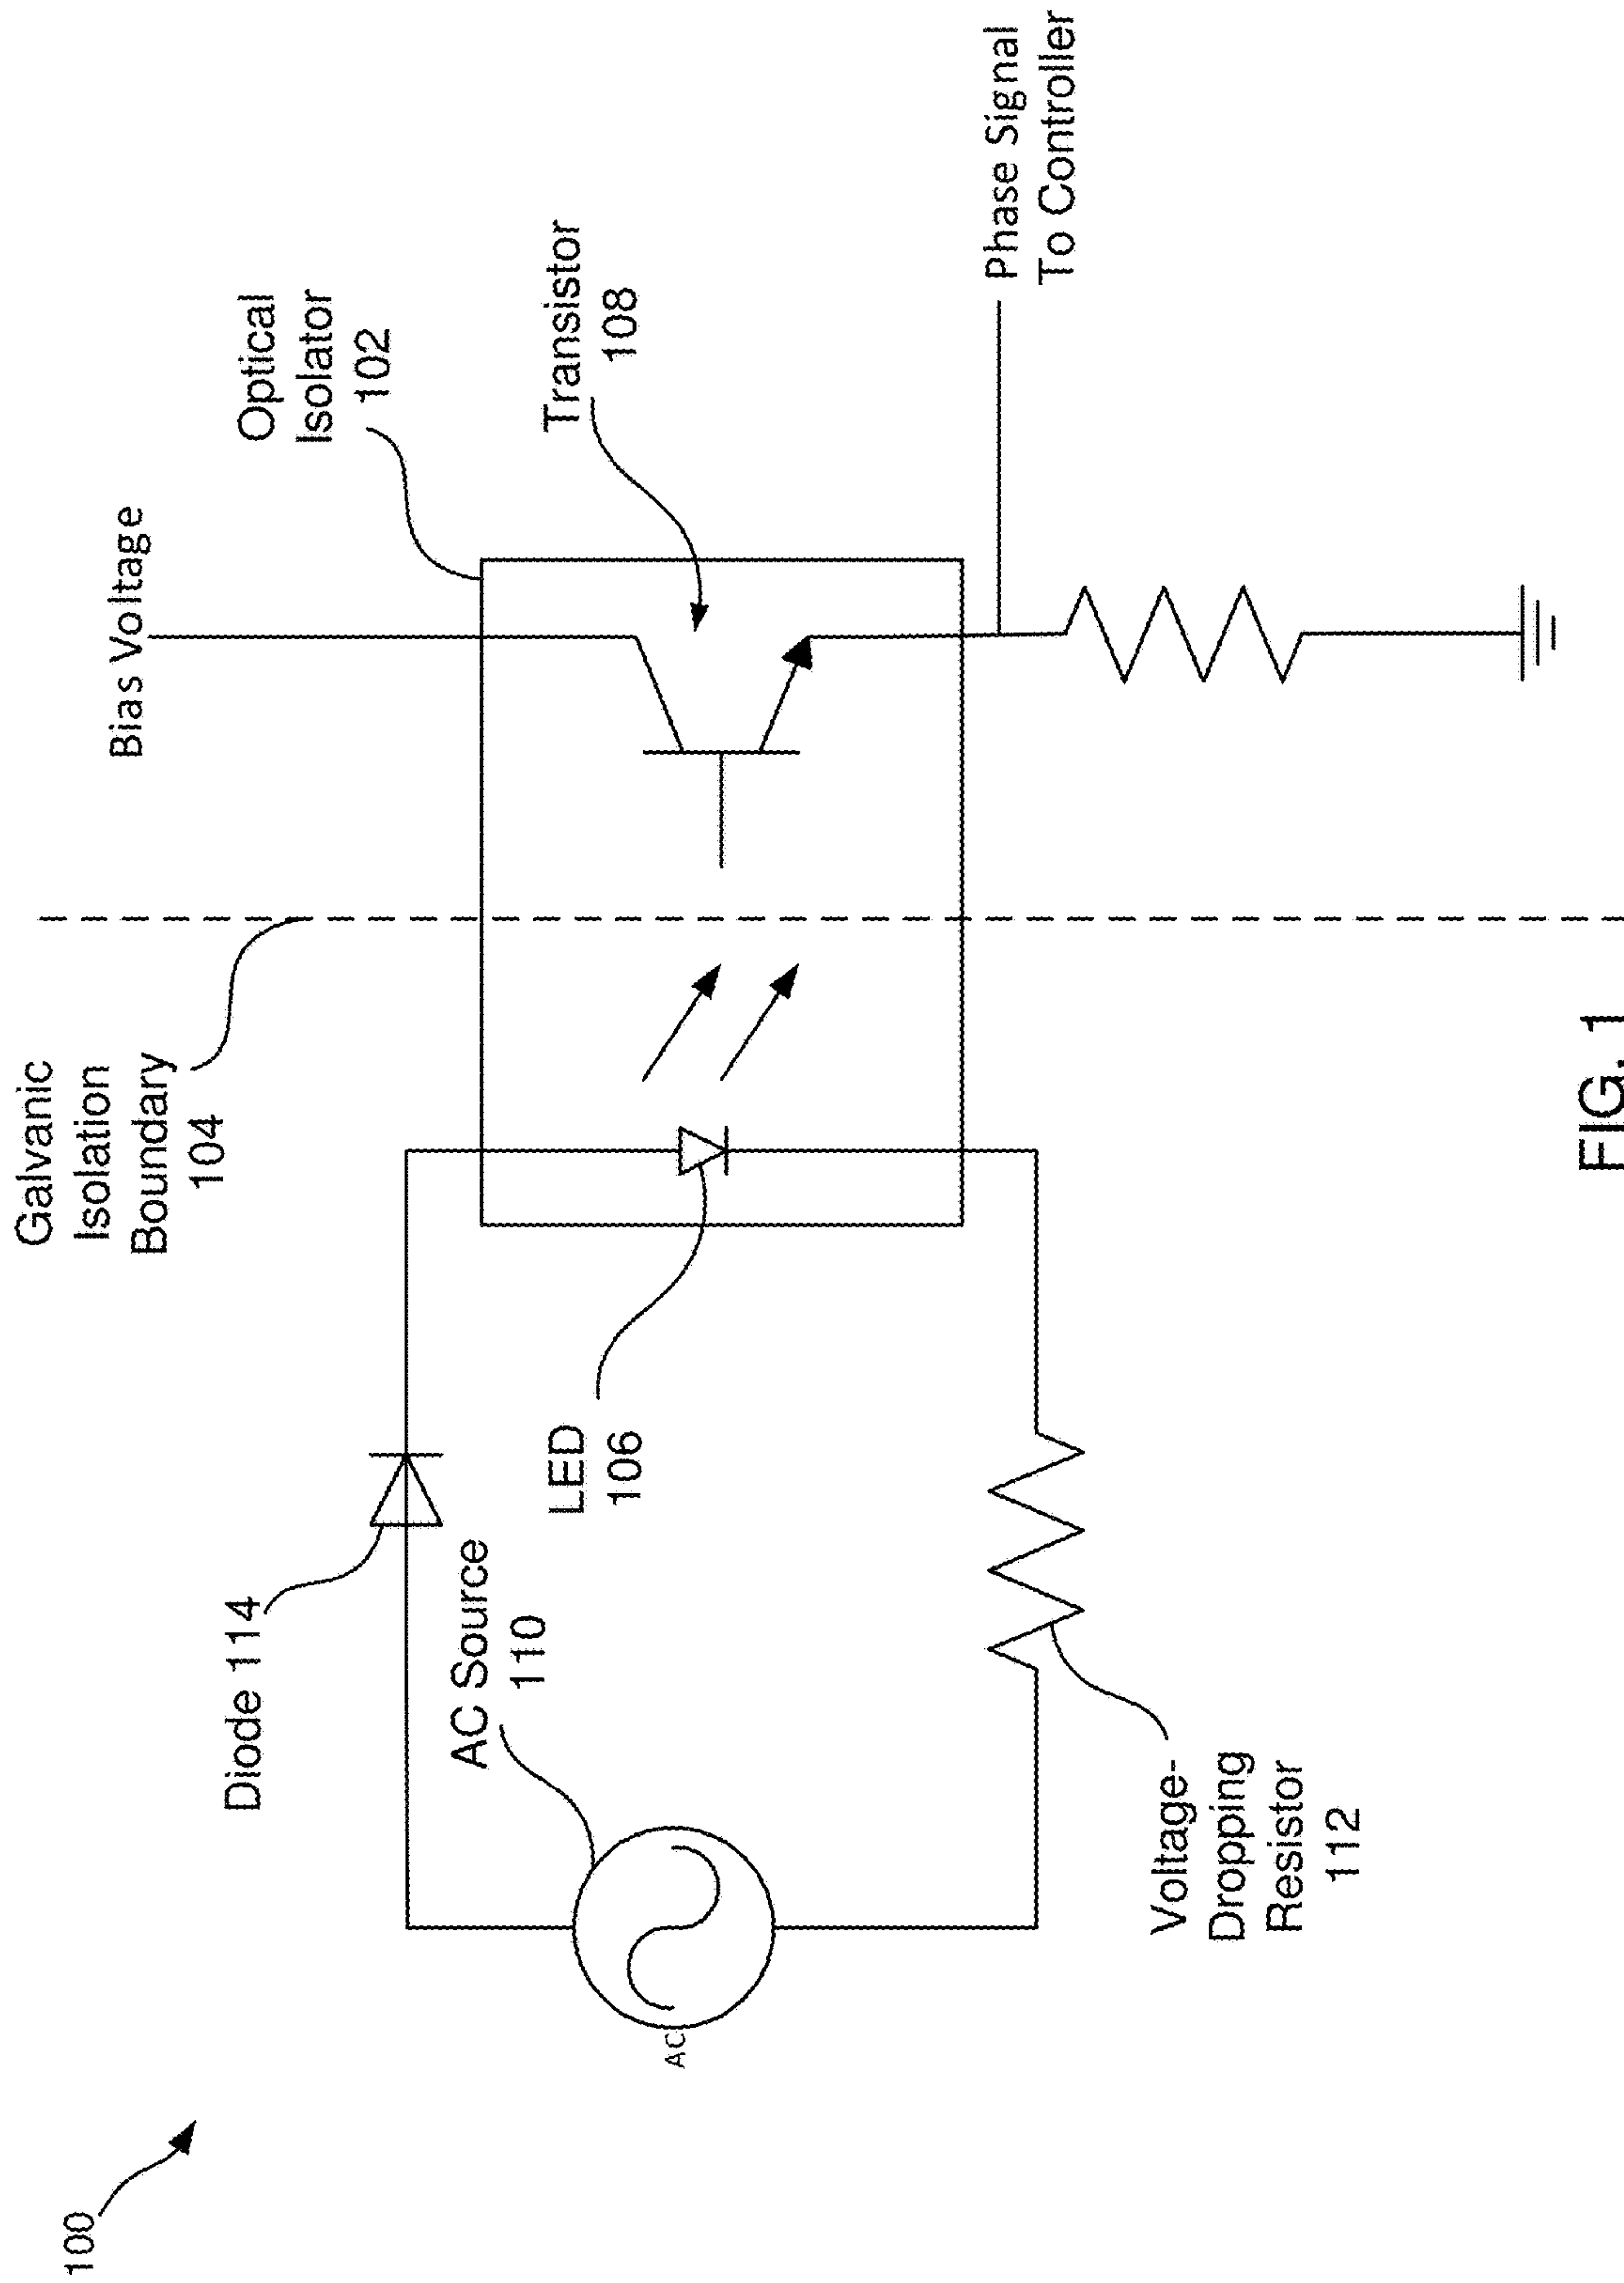 100
Galvanic
Isolation
Boundary
104
Bias Voltage
Optical
Isolator
102
Diode 114
AC Source
110
LED
106
Transistor
108
AC
Phase Signal
To Controller
Voltage-
Dropping
Resistor
112
FIG. 1